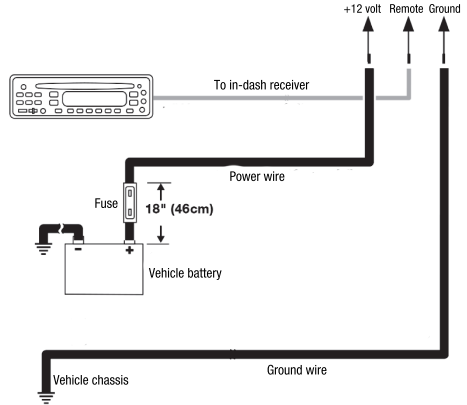 +12 volt Remote Ground
To in-dash receiver
Power wire
Fuse
18" (46cm)
- +
Vehicle battery
Ground wire
Vehicle chassis